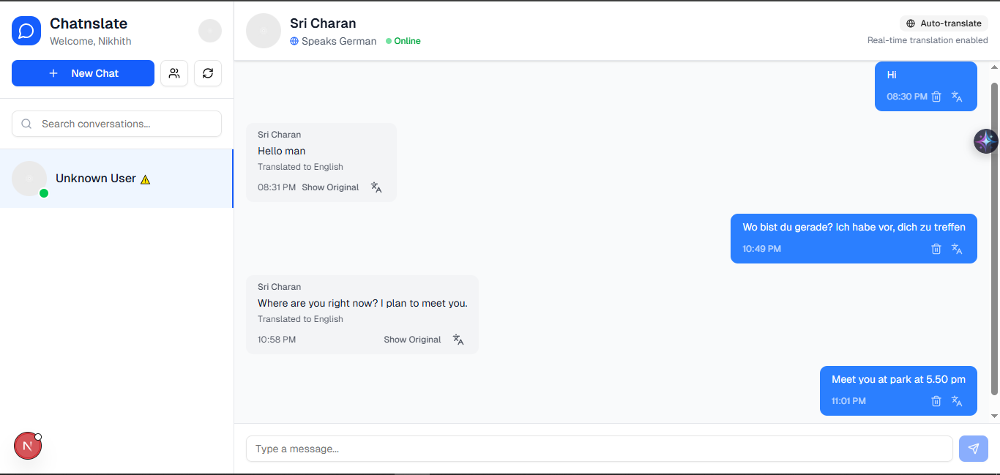 Chatnslate
Welcome, Nikhith
+ New Chat
Search conversations...
Unknown User
N
Sri Charan
Speaks German
Online
Auto-translate
Real-time translation enabled
Hi
08:30 PM
Sri Charan
Hello man
Translated to English
08:31 PM Show Original
Wo bist du gerade? Ich habe vor, dich zu treffen
10:49 PM
Sri Charan
Where are you right now? I plan to meet you.
Translated to English
10:58 PM Show Original
Meet you at park at 5.50 pm
11:01 PM
Type a message...